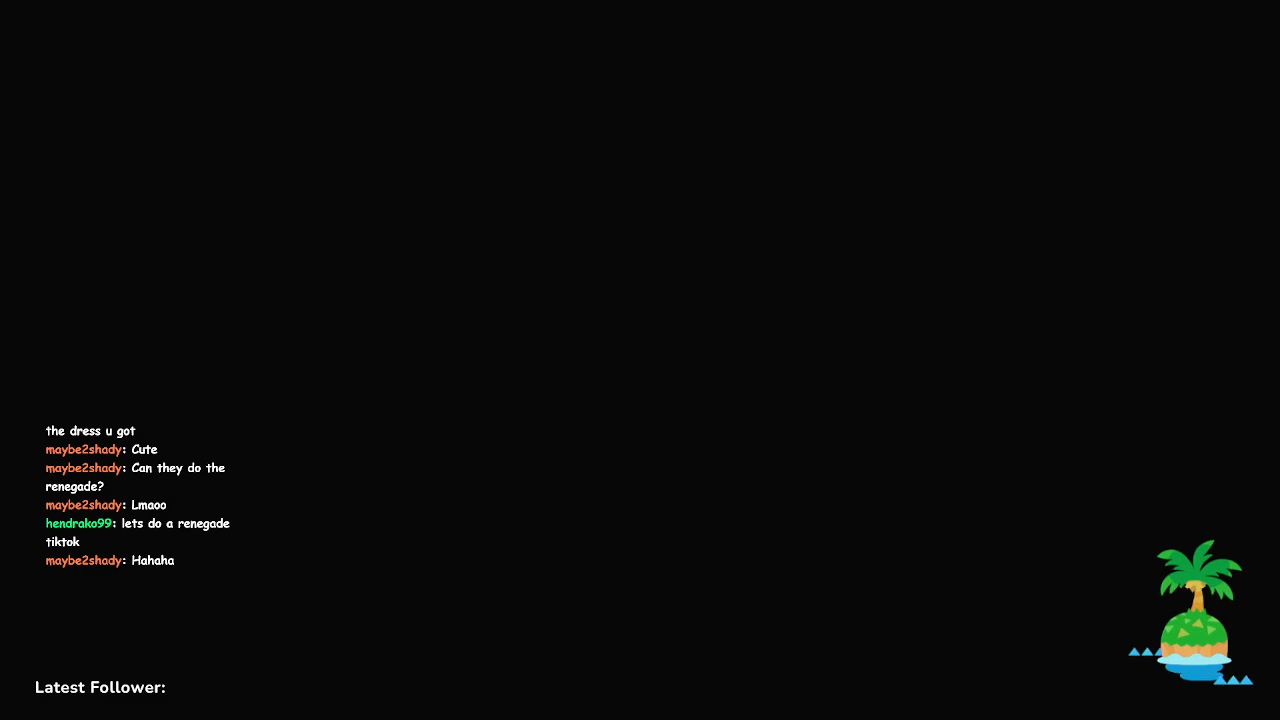 the dress u got
maybe2shady: Cute
maybe2shady: Can they do the
renegade?
maybe2shady: Lmaoo
hendrako99: lets do a renegade
tiktok
maybe2shady: Hahaha
Latest Follower: